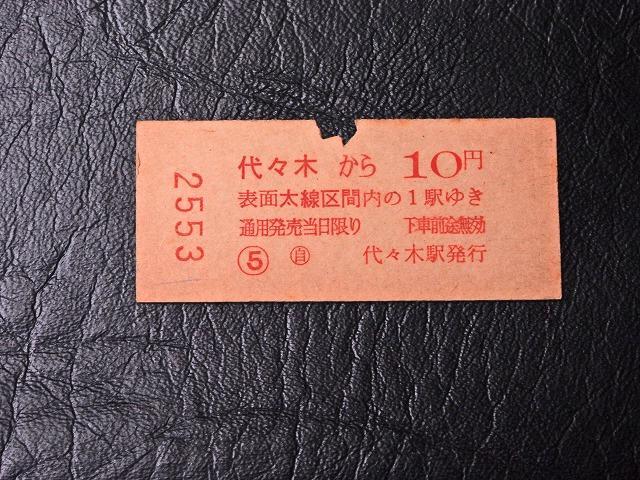 代々木 から 10円
表面太線区間内の1駅ゆき
通用発売当日限り 下車前途無効
⑤ ㊀自 代々木駅発行
2553